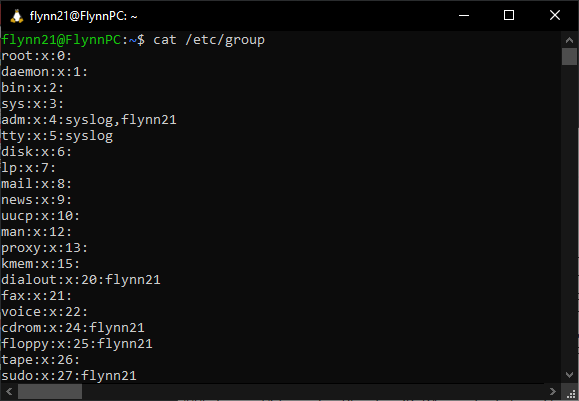 flynn21@FlynnPC: ~
flynn21@FlynnPC:~$ cat /etc/group
root:x:0:
daemon:x:1:
bin:x:2:
sys:x:3:
adm:x:4:syslog,flynn21
tty:x:5:syslog
disk:x:6:
lp:x:7:
mail:x:8:
news:x:9:
uucp:x:10:
man:x:12:
proxy:x:13:
kmem:x:15:
dialout:x:20:flynn21
fax:x:21:
voice:x:22:
cdrom:x:24:flynn21
floppy:x:25:flynn21
tape:x:26:
sudo:x:27:flynn21